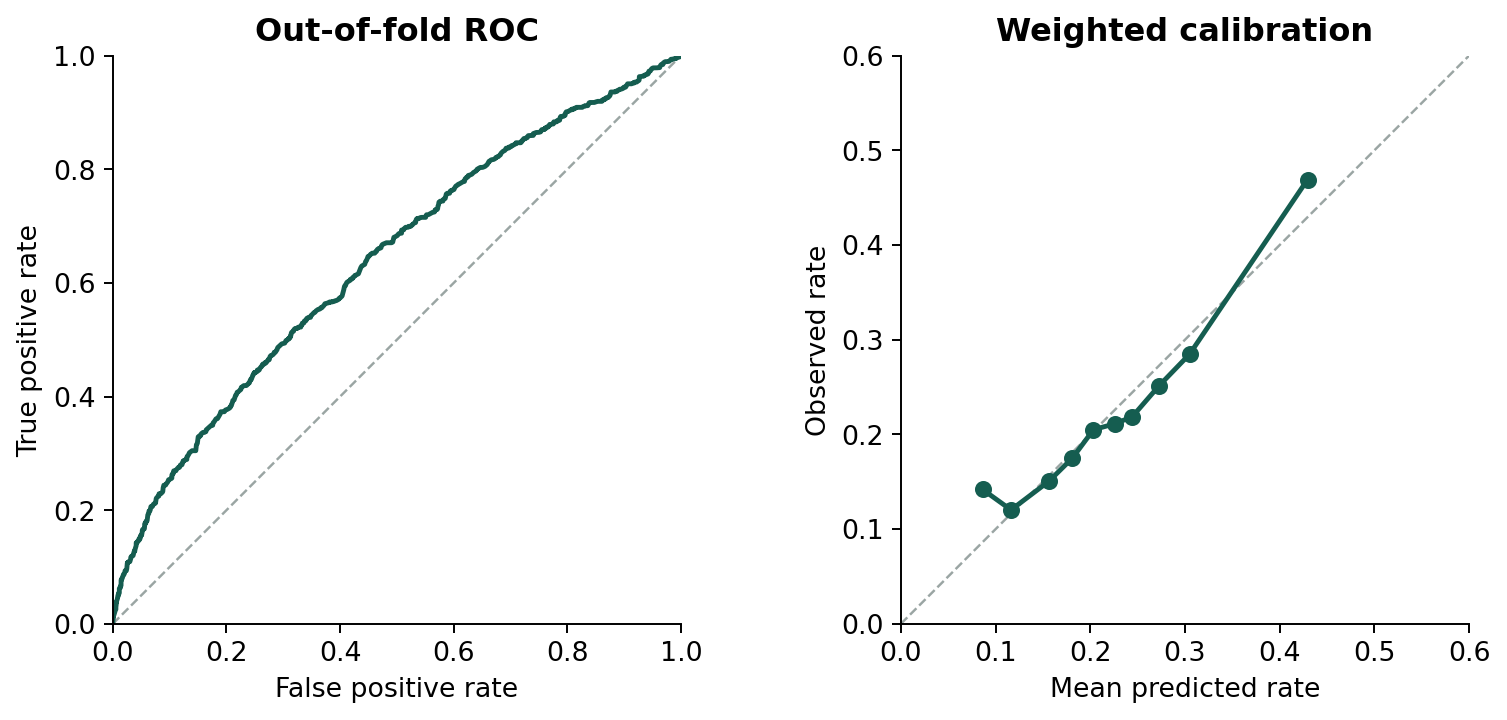 Out-of-fold ROC
1.0
0.8
0.6
0.4
0.2
0.0
True positive rate
0.0 0.2 0.4 0.6 0.8 1.0
False positive rate
Weighted calibration
0.6
0.5
0.4
0.3
0.2
0.1
0.0
Observed rate
0.0 0.1 0.2 0.3 0.4 0.5 0.6
Mean predicted rate